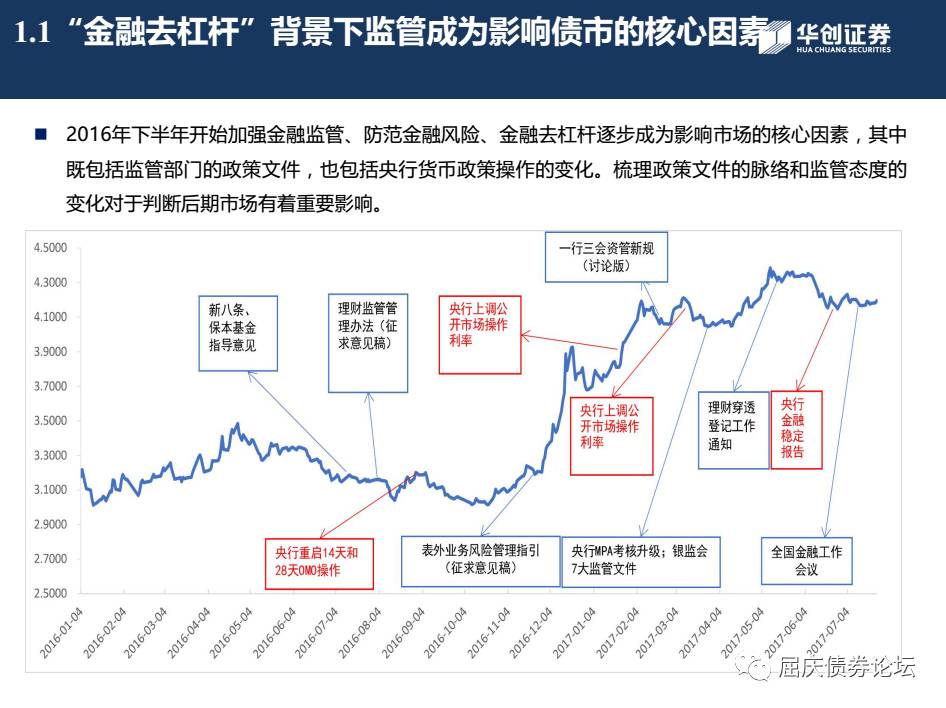 1.1“金融去杠杆”背景下监管成为影响债市的核心因素
华创证券
HUA CHUANG SECURITIES
2016年下半年开始加强金融监管、防范金融风险、金融去杠杆逐步成为影响市场的核心因素，其中
既包括监管部门的政策文件，也包括央行货币政策操作的变化。梳理政策文件的脉络和监管态度的
变化对于判断后期市场有着重要影响。
4.5000
4.3000
4.1000
3.9000
3.7000
3.5000
3.3000
3.1000
2.9000
2.7000
2.5000
新八条、
保本基金
指导意见
理财监管管
理办法（征
求意见稿）
央行上调公
开市场操作
利率
一行三会资管新规
（讨论版）
央行上调公
开市场操作
利率
理财穿透
登记工作
通知
央行
金融
稳定
报告
央行重启14天和
28天OMO操作
表外业务风险管理指引
（征求意见稿）
央行MPA考核升级；银监会
7大监管文件
全国金融工作
会议
2016-01-04
2016-02-04
2016-03-04
2016-04-04
2016-05-04
2016-06-04
2016-07-04
2016-08-04
2016-09-04
2016-10-04
2016-11-04
2016-12-04
2017-01-04
2017-02-04
2017-03-04
2017-04-04
2017-05-04
2017-06-04
2017-07-04
屈庆债券论坛